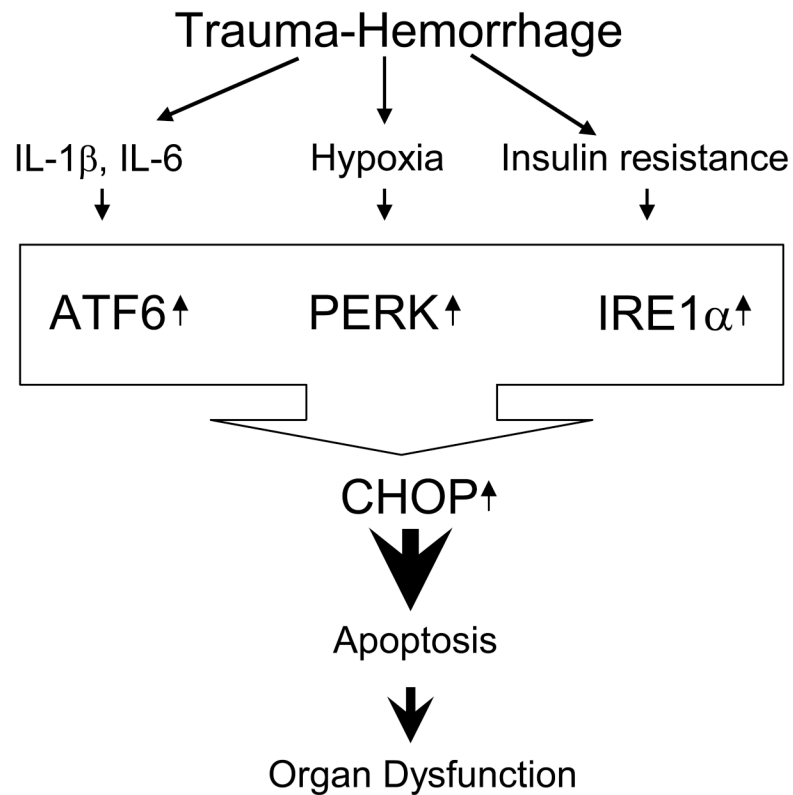 Trauma-Hemorrhage
IL-1β, IL-6 Hypoxia Insulin resistance
ATF6 PERK IRE1α
CHOP
Apoptosis
Organ Dysfunction